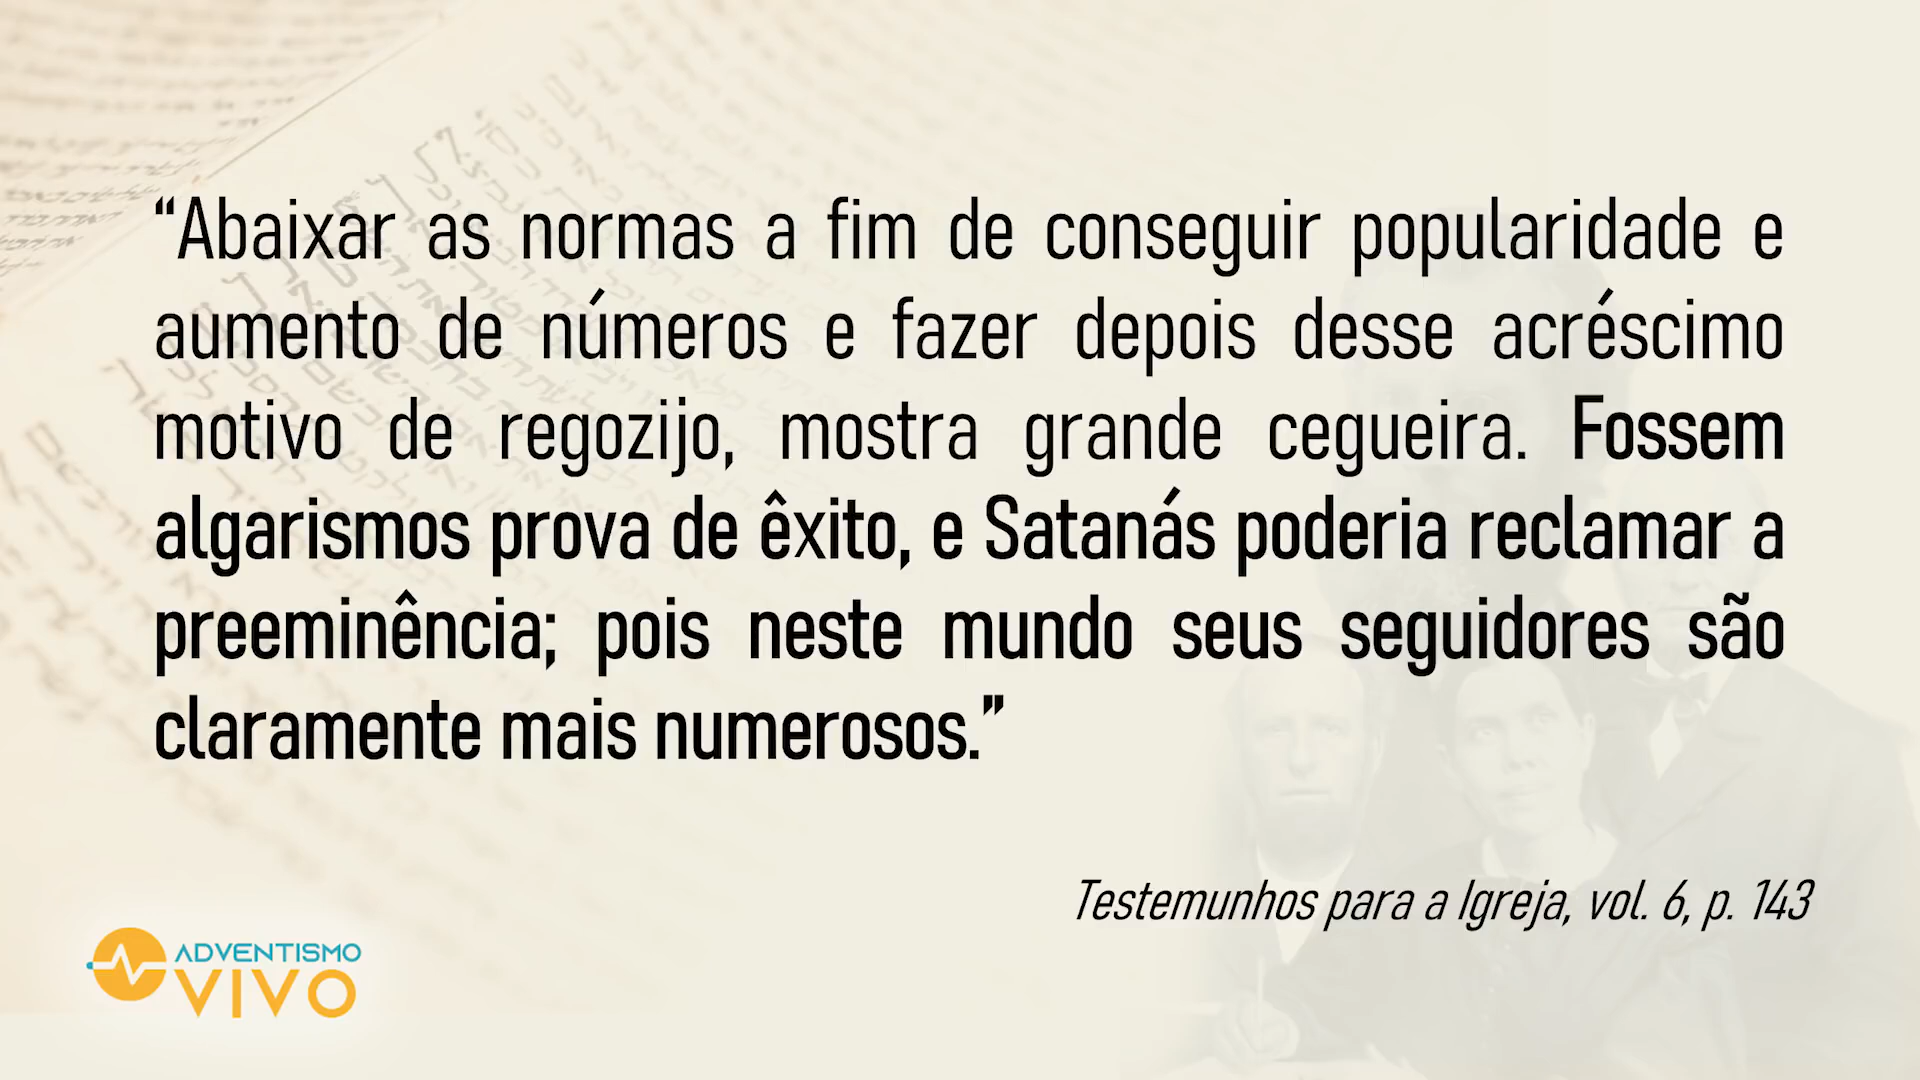 “Abaixar as normas a fim de conseguir popularidade e
aumento de números e fazer depois desse acréscimo
motivo de regozijo, mostra grande cegueira. Fossem
algarismos prova de êxito, e Satanás poderia reclamar a
preeminência; pois neste mundo seus seguidores são
claramente mais numerosos.”
Testemunhos para a Igreja, vol. 6, p. 143
ADVENTISMO
VIVO